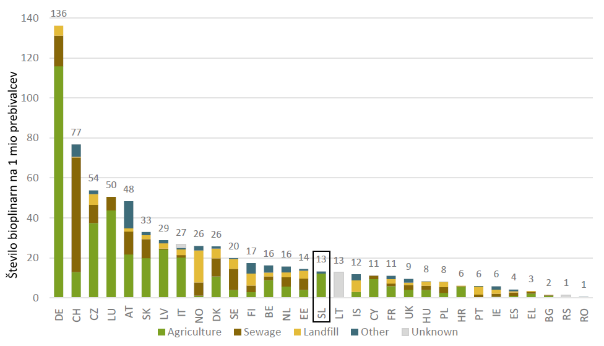 Število bioplinarn na 1 mio prebivalcev
140
120
100
80
60
40
20
0
136 77 54 50 48 33 29 27 26 26 20 17 16 16 14 13 13 12 11 11 9 8 8 6 6 6 4 3 2 1 1
DE CH CZ LU AT SK LV IT NO DK SE FI BE NL EE SL LT IS CY FR UK HU PL HR PT IE ES EL BG RS RO
Agriculture Sewage Landfill Other Unknown